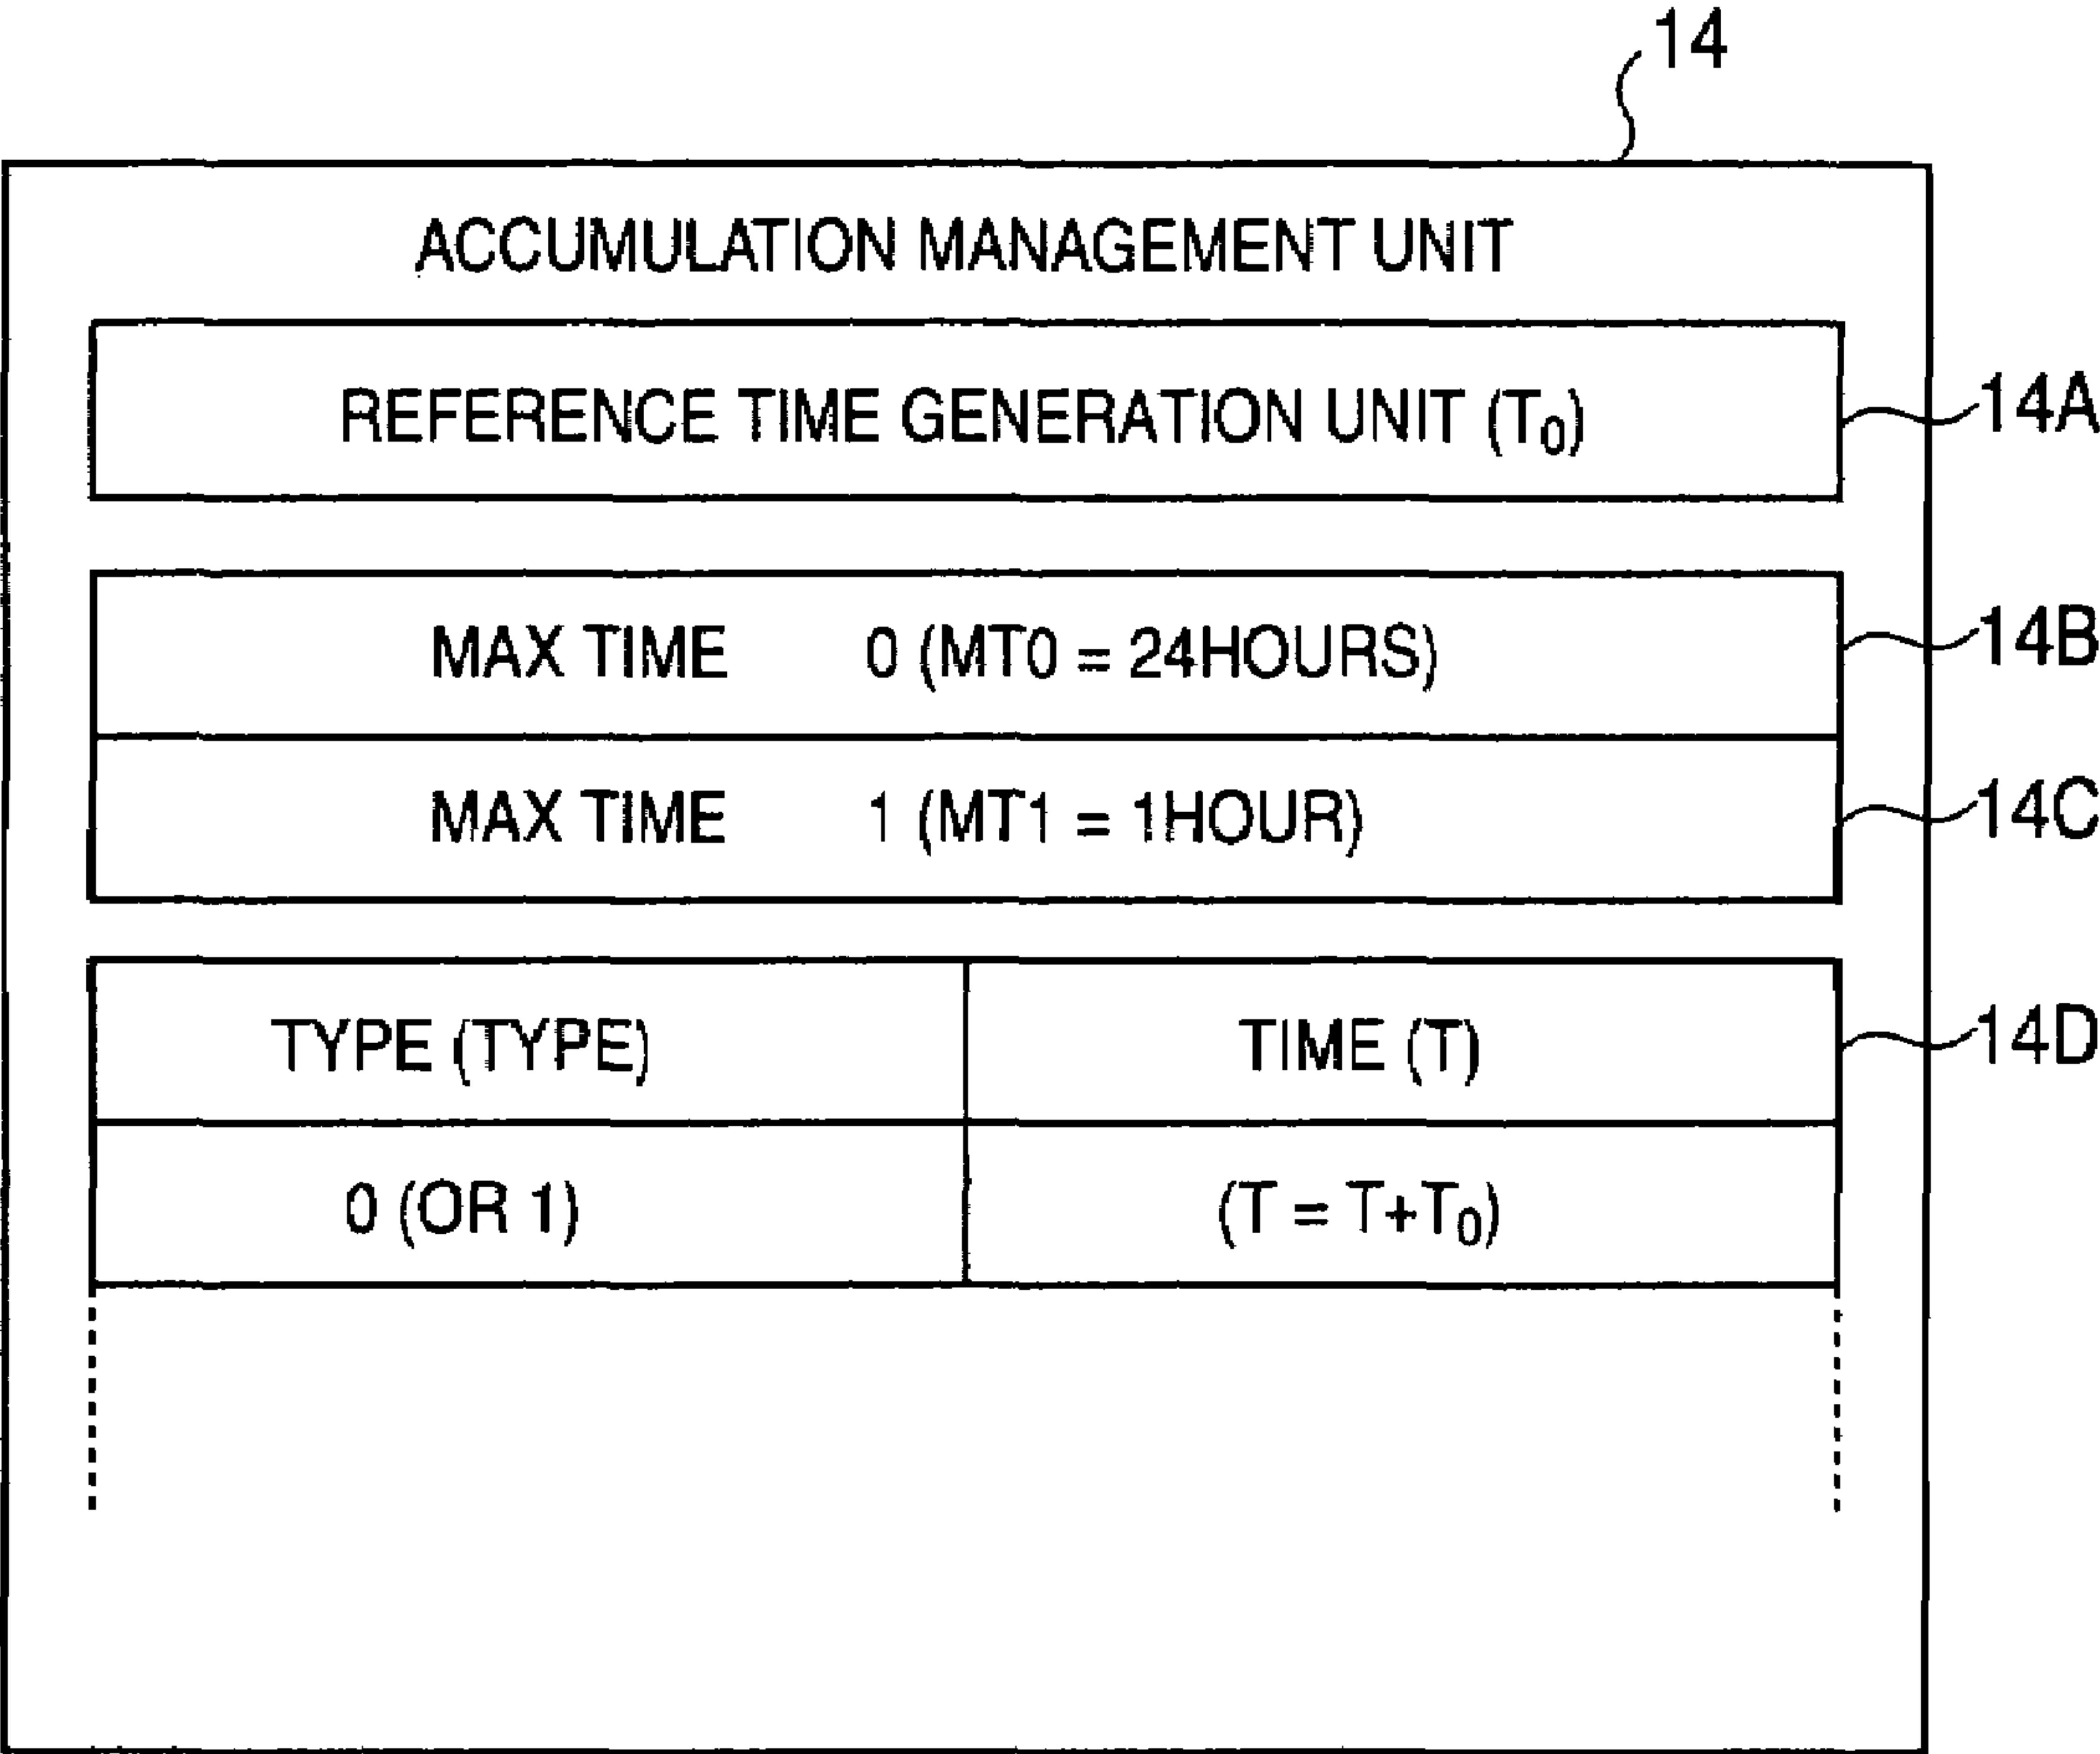 14
ACCUMULATION MANAGEMENT UNIT
REFERENCE TIME GENERATION UNIT (T₀)
14A
MAX TIME 0 (MT0 = 24HOURS)
14B
MAX TIME 1 (MT1 = 1HOUR)
14C
TYPE (TYPE) TIME (T)
14D
0 (OR 1) (T = T+T₀)